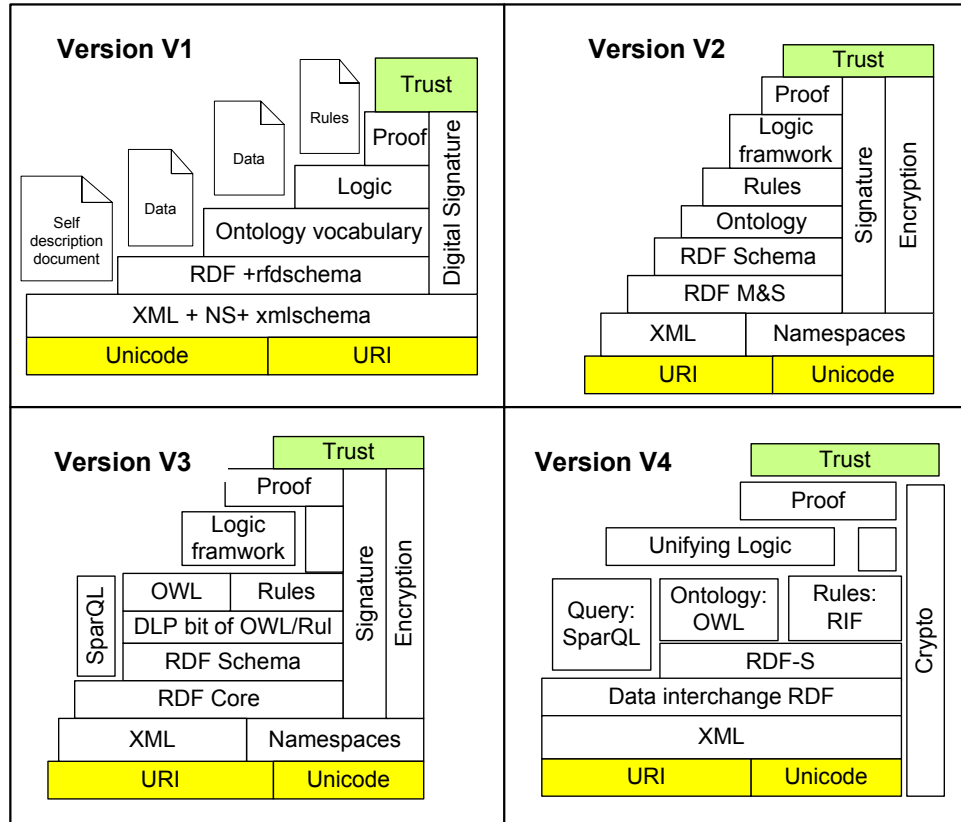 Version V1
Trust
Rules
Proof
Data
Logic
Data
Digital Signature
Self
description
document
Ontology vocabulary
RDF +rfdschema
XML + NS+ xmlschema
Unicode
URI
Version V2
Trust
Proof
Logic
framwork
Rules
Signature
Encryption
Ontology
RDF Schema
RDF M&S
XML
Namespaces
URI
Unicode
Version V3
Trust
Proof
Logic
framwork
Signature
Encryption
SparQL
OWL
Rules
DLP bit of OWL/Rul
RDF Schema
RDF Core
XML
Namespaces
URI
Unicode
Version V4
Trust
Proof
Unifying Logic
Query:
SparQL
Ontology:
OWL
Rules:
RIF
Crypto
RDF-S
Data interchange RDF
XML
URI
Unicode